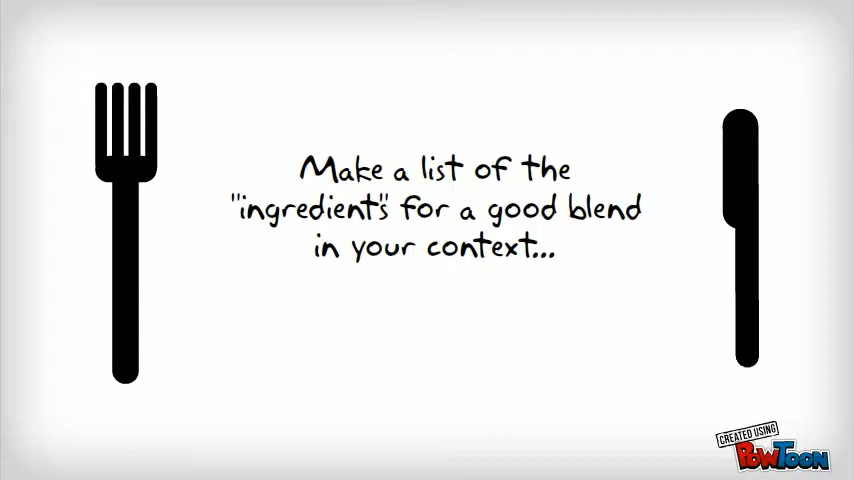 Make a list of the
"ingredients" for a good blend
in your context...
CREATED USING
POWTOON